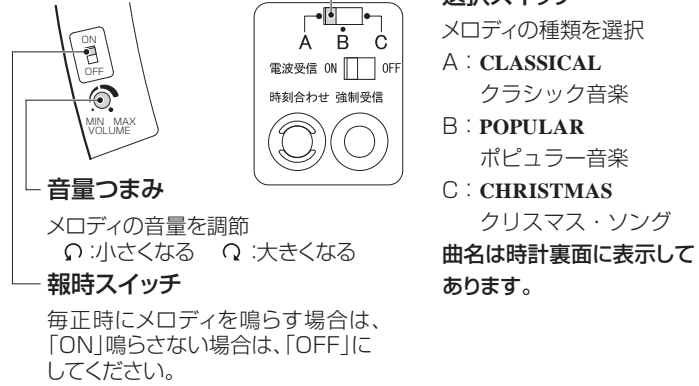 ON
OFF
MIN MAX
VOLUME
音量つまみ
メロディの音量を調節
:小さくなる :大きくなる
報時スイッチ
毎正時にメロディを鳴らす場合は、
「ON」鳴らさない場合は、「OFF」に
してください。
A B C
電波受信 ON OFF
時刻合わせ 強制受信
メロディの種類を選択
A：CLASSICAL
クラシック音楽
B：POPULAR
ポピュラー音楽
C：CHRISTMAS
クリスマス・ソング
曲名は時計裏面に表示して
あります。